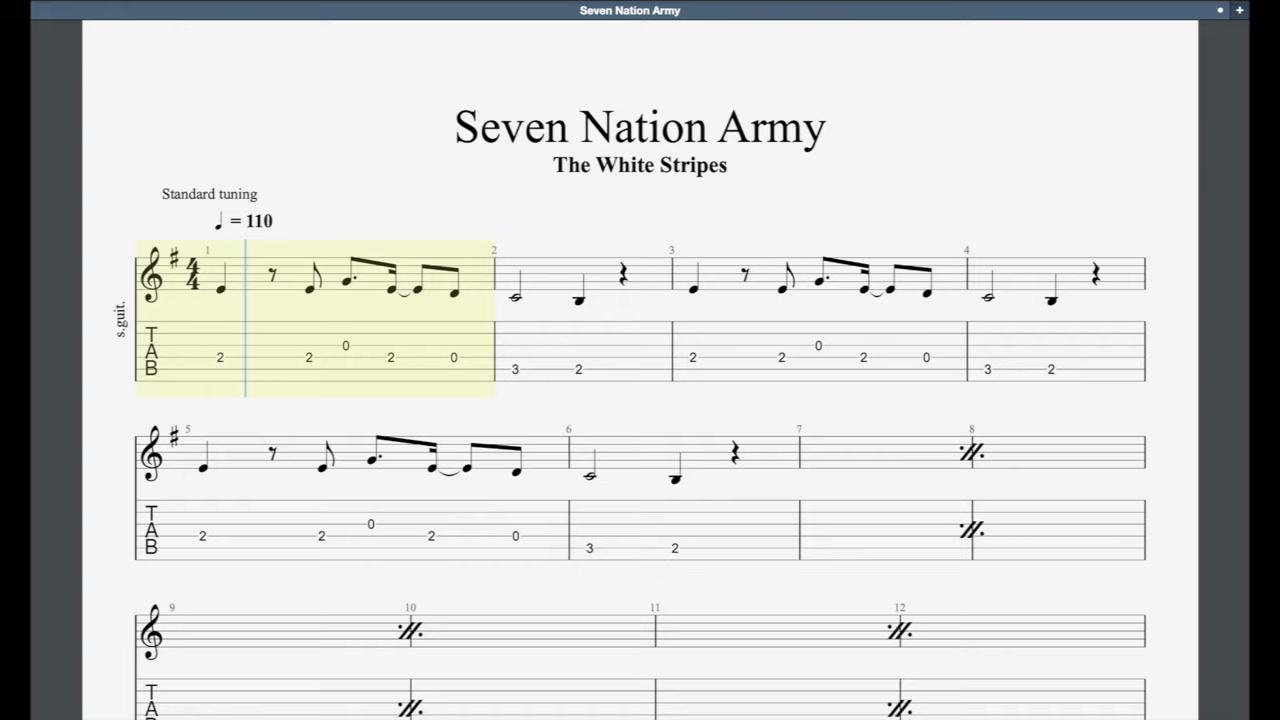 Seven Nation Army
Seven Nation Army
The White Stripes
Standard tuning
= 110
1 2 3 4
4
4
s.guit.
T
A
B
2 2 0 2 0 3 2 2 2 0 2 0 3 2
5 6 7 8
T
A
B
2 2 0 2 0 3 2
9 10 11 12
T
A